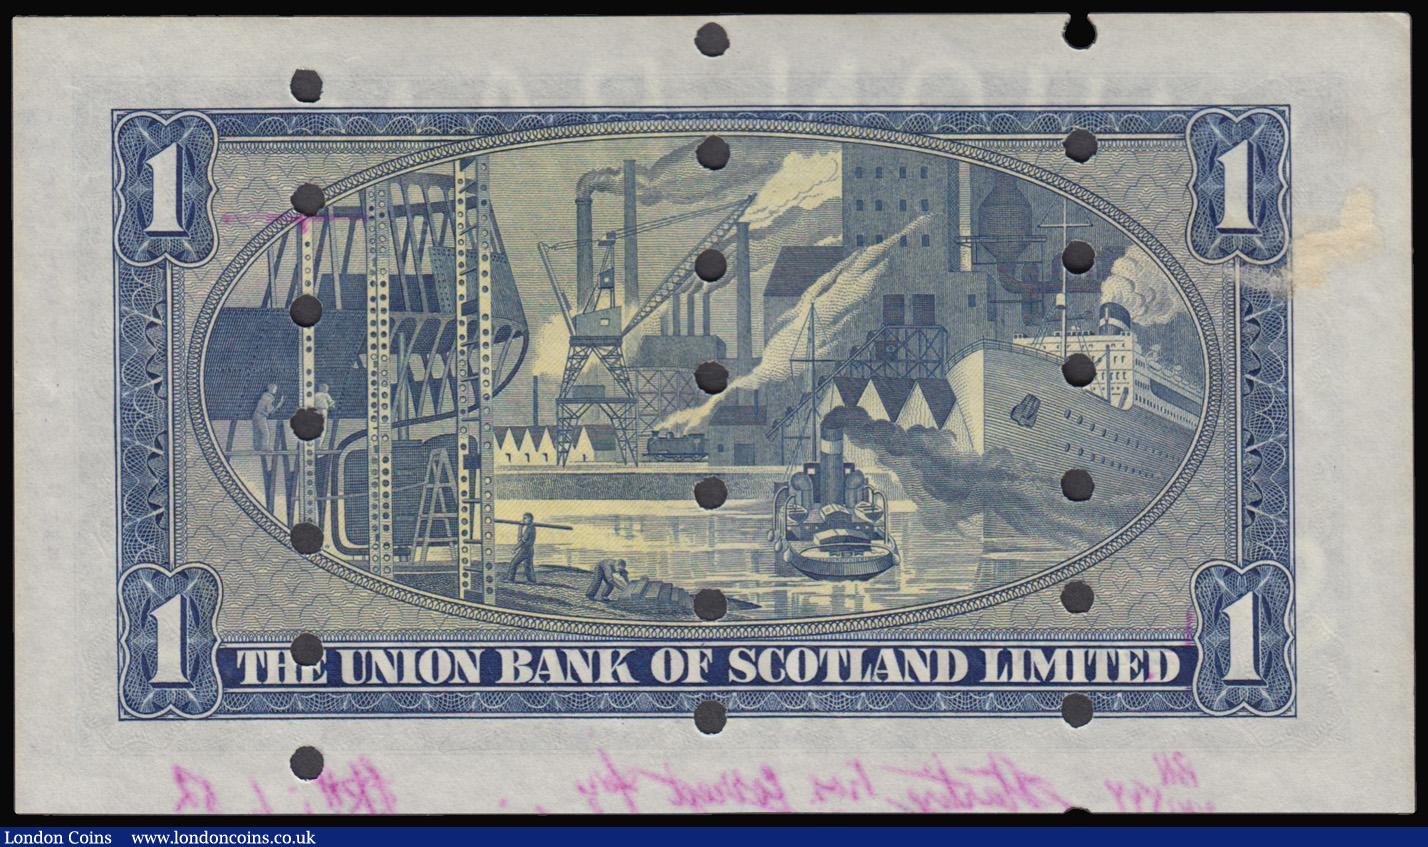 1 1
THE UNION BANK OF SCOTLAND LIMITED
1 1
London Coins www.londoncoins.co.uk